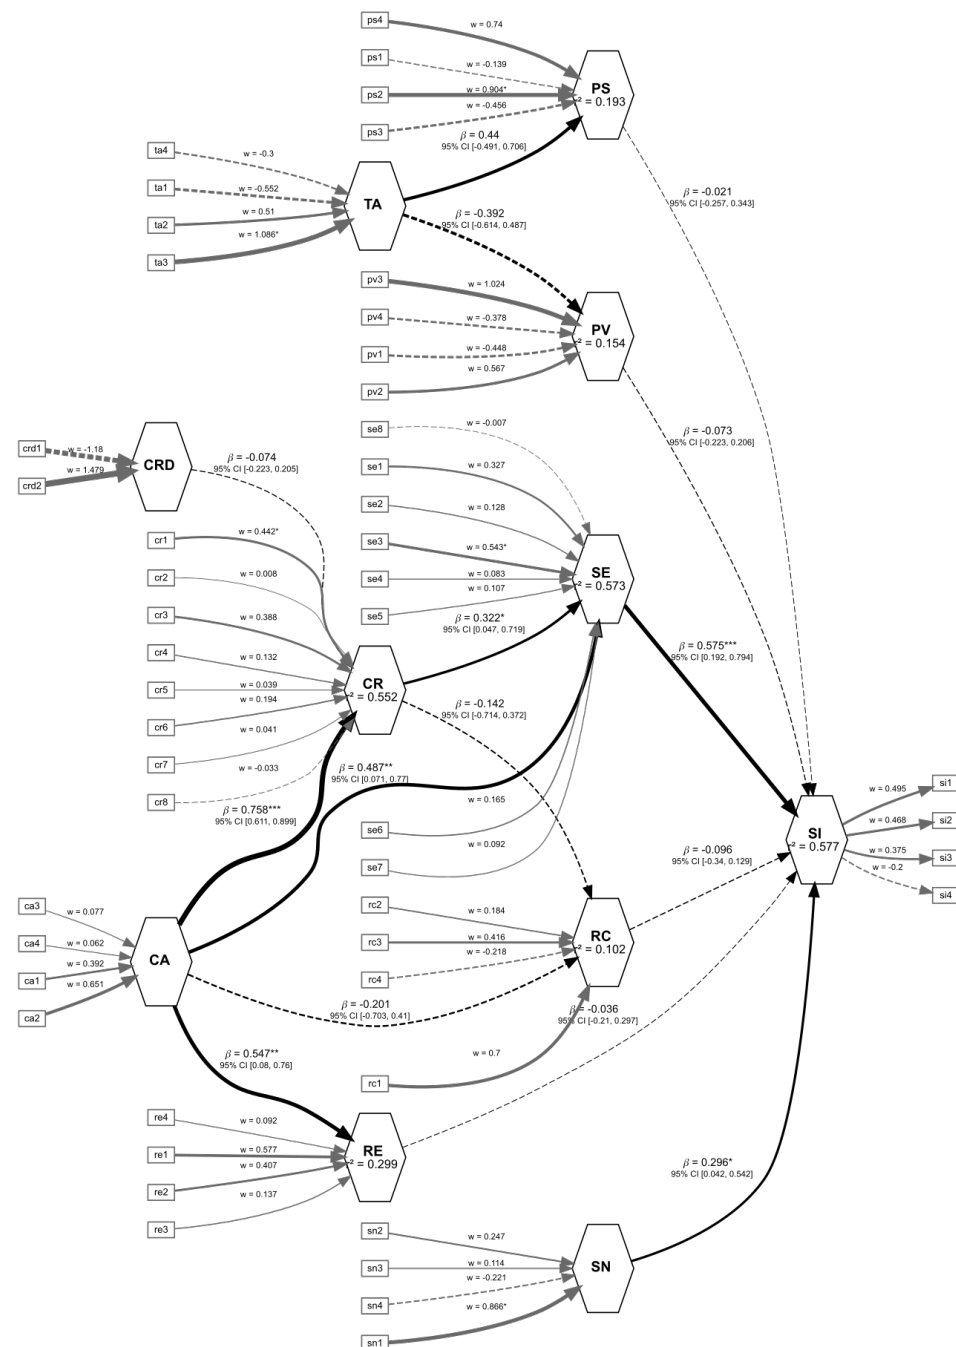 ps4
w = 0.74
ps1
w = -0.139
PS
ps2
w = 0.904*
r² = 0.193
ps3
w = -0.456
β = 0.44
95% CI [-0.491, 0.706]
ta4
w = -0.3
ta1
w = -0.552
TA
ta2
w = 0.51
ta3
w = 1.086*
β = -0.392
95% CI [-0.614, 0.487]
β = -0.021
95% CI [-0.257, 0.343]
pv3
w = 1.024
pv4
w = -0.378
PV
r² = 0.154
pv1
w = -0.448
pv2
w = 0.567
se8
w = -0.007
β = -0.073
95% CI [-0.223, 0.206]
crd1
w = -1.18
CRD
crd2
w = 1.479
β = -0.074
95% CI [-0.223, 0.205]
se1
w = 0.327
se2
w = 0.128
se3
w = 0.543*
SE
r² = 0.573
se4
w = 0.083
se5
w = 0.107
cr1
w = 0.442*
cr2
w = 0.008
cr3
w = 0.388
cr4
w = 0.132
CR
r² = 0.552
cr5
w = 0.039
cr6
w = 0.194
cr7
w = 0.041
cr8
w = -0.033
β = 0.322*
95% CI [0.047, 0.719]
β = 0.575***
95% CI [0.192, 0.794]
β = -0.142
95% CI [-0.714, 0.372]
β = 0.487**
95% CI [0.071, 0.77]
β = 0.758***
95% CI [0.611, 0.899]
w = 0.165
se6
w = 0.092
se7
w = 0.495
si1
SI
r² = 0.577
w = 0.468
si2
w = 0.375
si3
w = -0.2
si4
β = -0.096
95% CI [-0.34, 0.129]
ca3
w = 0.077
ca4
w = 0.062
CA
ca1
w = 0.392
ca2
w = 0.651
rc2
w = 0.184
rc3
w = 0.416
RC
r² = 0.102
rc4
w = -0.218
β = -0.201
95% CI [-0.703, 0.41]
β = -0.036
95% CI [-0.21, 0.297]
β = 0.547**
95% CI [0.08, 0.76]
w = 0.7
rc1
re4
w = 0.092
re1
w = 0.577
RE
r² = 0.299
re2
w = 0.407
re3
w = 0.137
β = 0.296*
95% CI [0.042, 0.542]
sn2
w = 0.247
sn3
w = 0.114
SN
sn4
w = -0.221
sn1
w = 0.866*